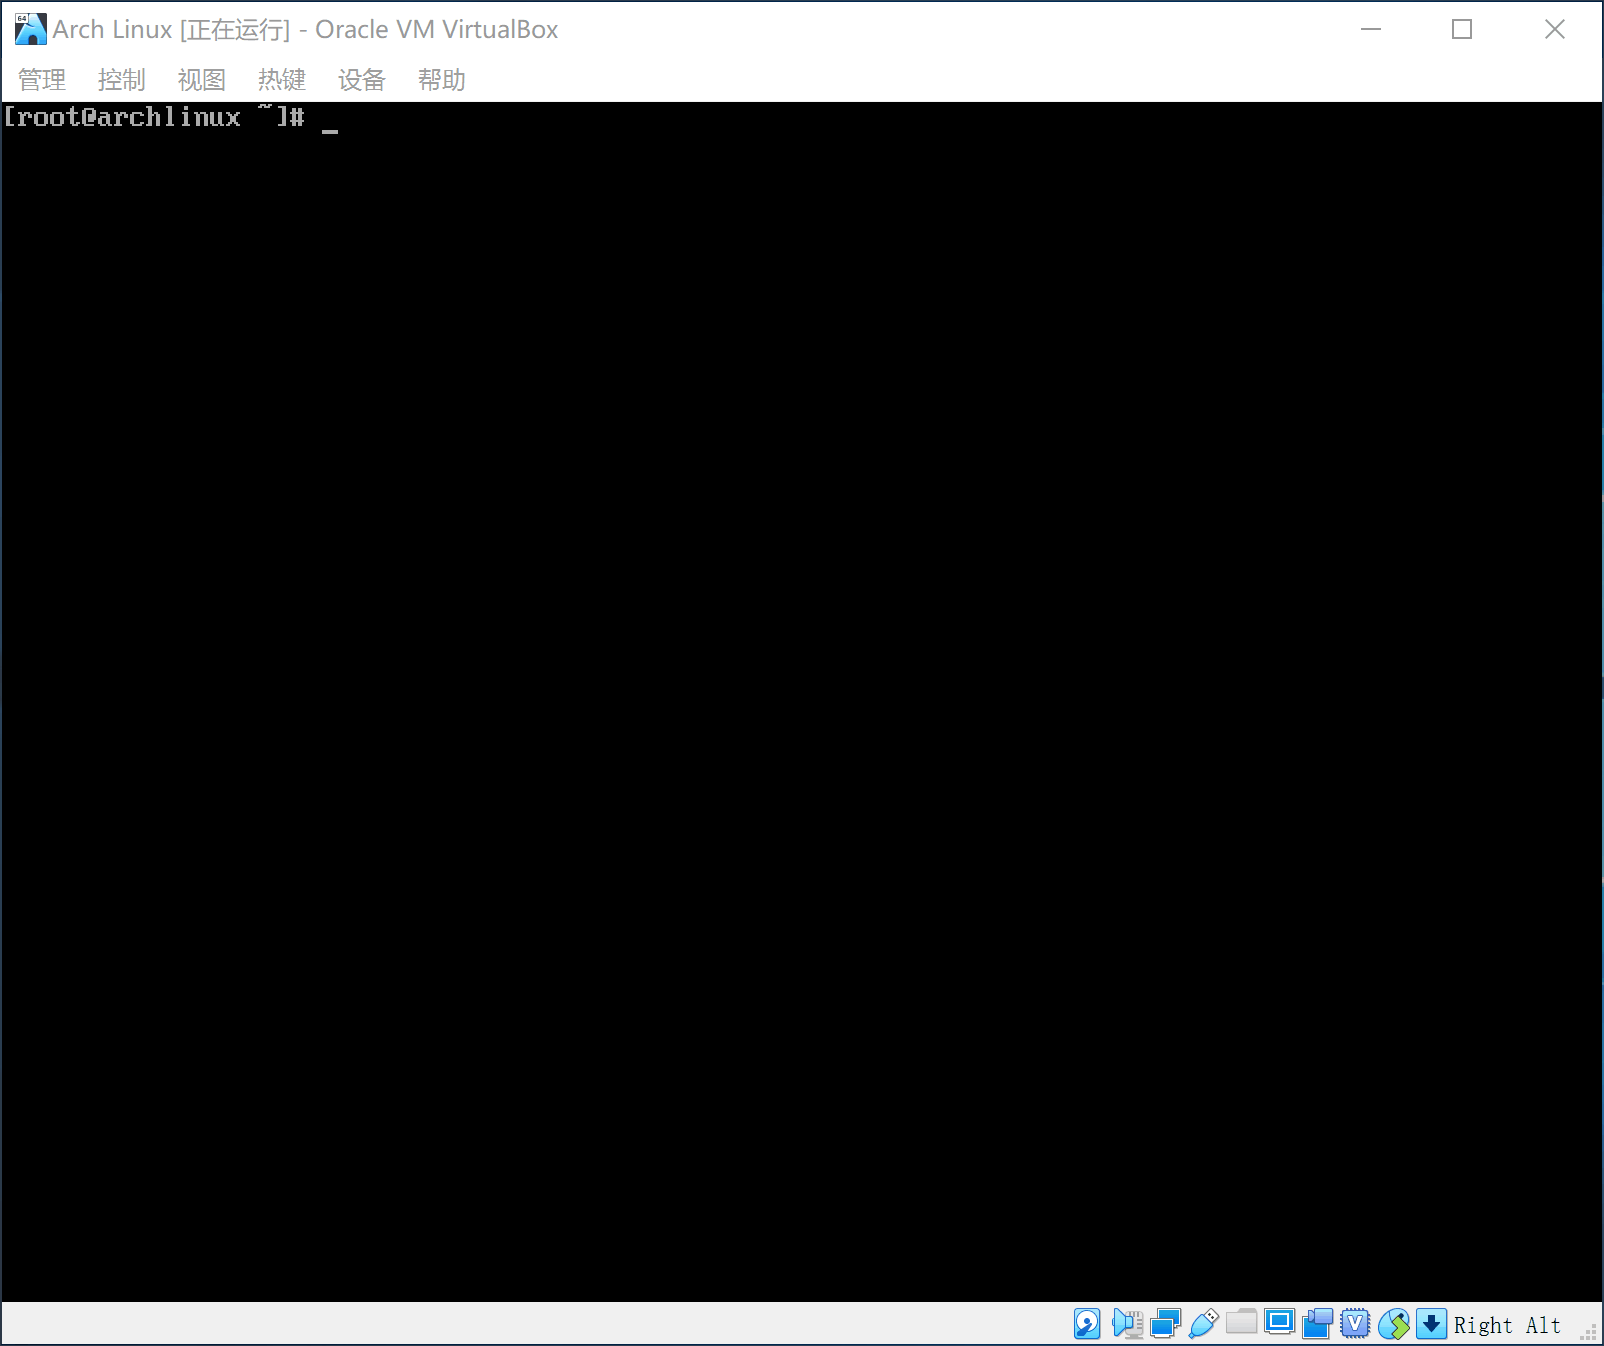 64
Arch Linux [正在运行] - Oracle VM VirtualBox
管理 控制 视图 热键 设备 帮助
[root@archlinux ~]# _
V
Right Alt